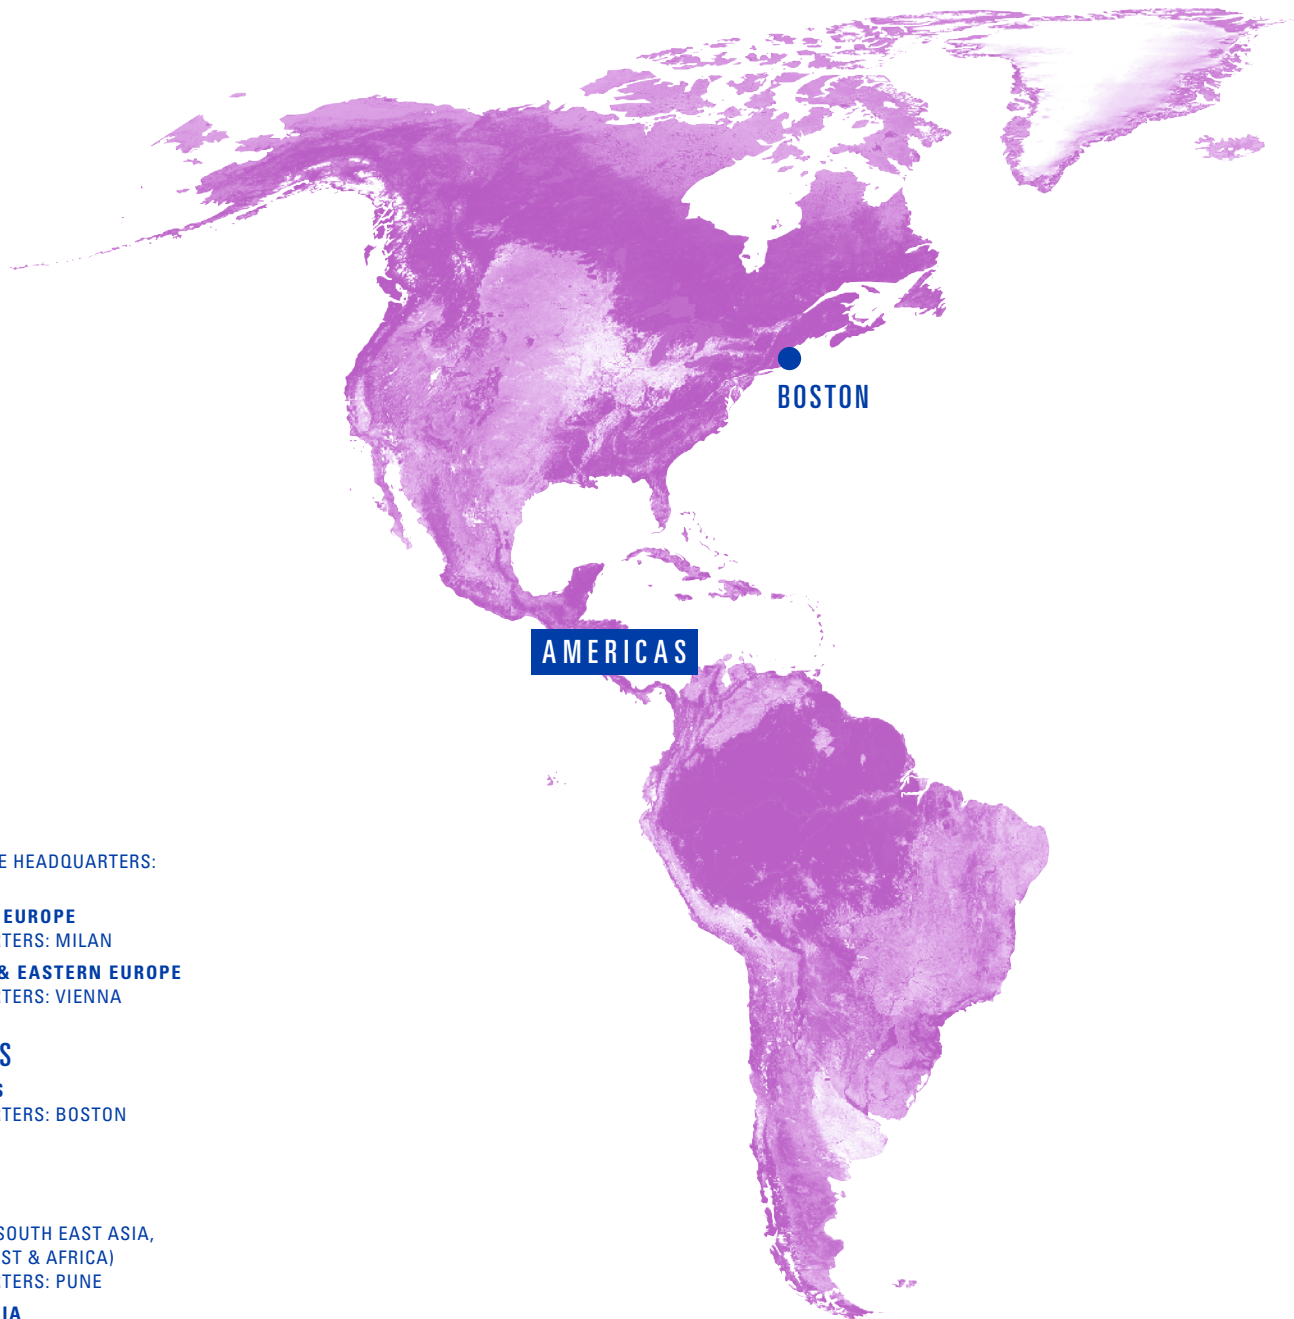 BOSTON
AMERICAS
E HEADQUARTERS:
EUROPE
TERS: MILAN
& EASTERN EUROPE
TERS: VIENNA
S
S
TERS: BOSTON
SOUTH EAST ASIA,
ST & AFRICA)
TERS: PUNE
IA